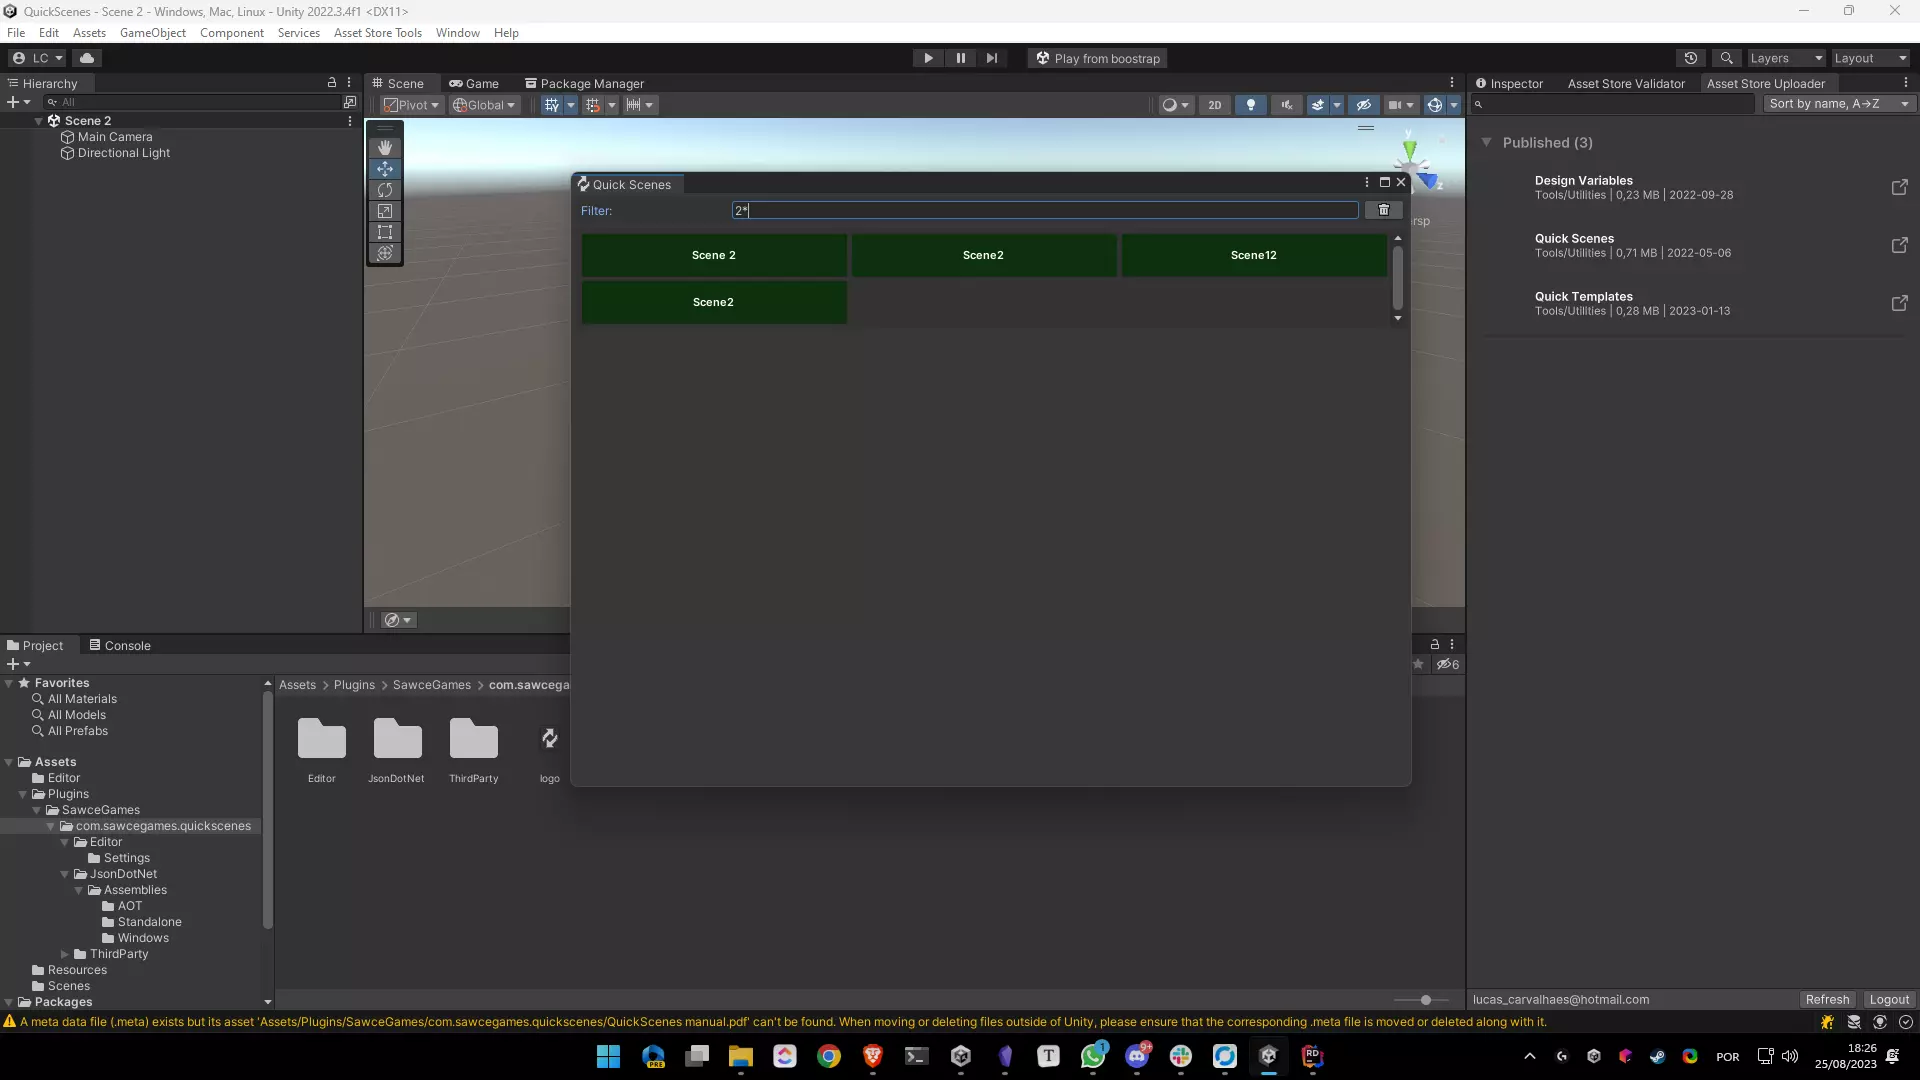 QuickScenes - Scene 2 - Windows, Mac, Linux - Unity 2022.3.4f1 <DX11>
File Edit Assets GameObject Component Services Asset Store Tools Window Help
LC Play from boostrap Layers Layout
Hierarchy
All
Scene 2
Main Camera
Directional Light
Scene Game Package Manager
Pivot Global 2D
y
z
rsp
Quick Scenes
Filter: 2*
Scene 2 Scene2 Scene12
Scene2
Inspector Asset Store Validator Asset Store Uploader
Sort by name, A→Z
Published (3)
Design Variables
Tools/Utilities | 0,23 MB | 2022-09-28
Quick Scenes
Tools/Utilities | 0,71 MB | 2022-05-06
Quick Templates
Tools/Utilities | 0,28 MB | 2023-01-13
Project Console
6
Favorites
All Materials
All Models
All Prefabs
Assets
Editor
Plugins
SawceGames
com.sawcegames.quickscenes
Editor
Settings
JsonDotNet
Assemblies
AOT
Standalone
Windows
ThirdParty
Resources
Scenes
Packages
Assets > Plugins > SawceGames > com.sawcega
Editor JsonDotNet ThirdParty logo
lucas_carvalhaes@hotmail.com Refresh Logout
A meta data file (.meta) exists but its asset 'Assets/Plugins/SawceGames/com.sawcegames.quickscenes/QuickScenes manual.pdf' can't be found. When moving or deleting files outside of Unity, please ensure that the corresponding .meta file is moved or deleted along with it.
PRE T 1 9+ RD POR
18:26
25/08/2023